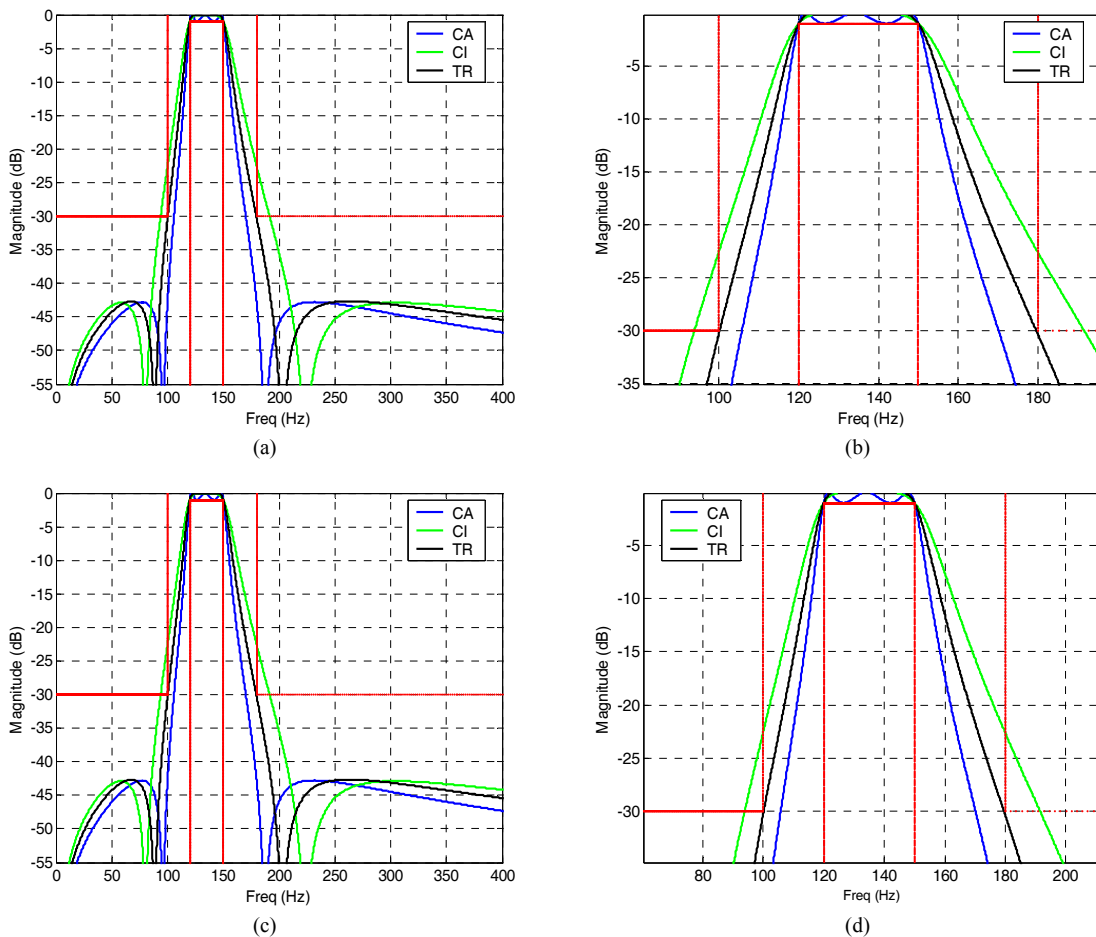 0
-5
-10
-15
-20
-25
-30
-35
-40
-45
-50
-55
Magnitude (dB)
0 50 100 150 200 250 300 350 400
Freq (Hz)
CA
CI
TR
(a)
-5
-10
-15
-20
-25
-30
-35
Magnitude (dB)
100 120 140 160 180
Freq (Hz)
CA
CI
TR
(b)
0
-5
-10
-15
-20
-25
-30
-35
-40
-45
-50
-55
Magnitude (dB)
0 50 100 150 200 250 300 350 400
Freq (Hz)
CA
CI
TR
(c)
-5
-10
-15
-20
-25
-30
Magnitude (dB)
80 100 120 140 160 180 200
Freq (Hz)
CA
CI
TR
(d)